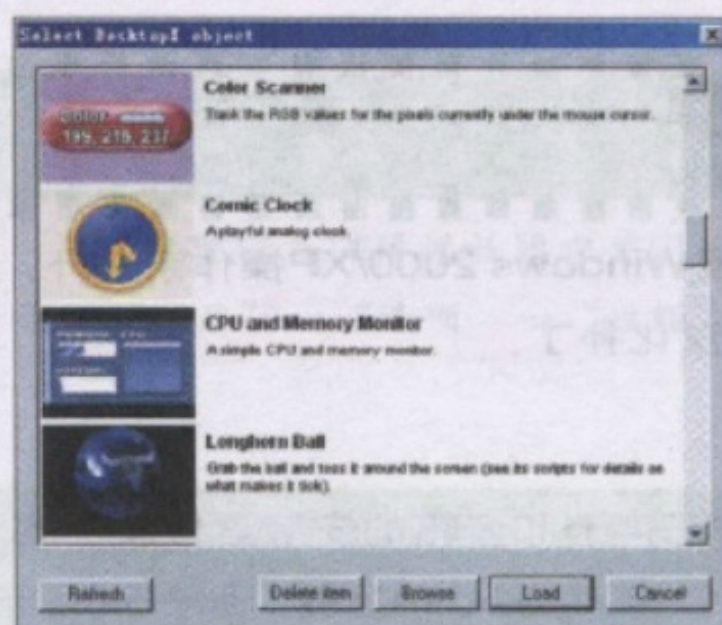 Select DesktopX object
Color Scanner
Track the RGB values for the pixels currently under the mouse cursor.
COLOR
199, 219, 237
Comic Clock
A playful analog clock.
CPU and Memory Monitor
A simple CPU and memory monitor.
Longhorn Ball
Grab the ball and toss it around the screen (see its scripts for details on
what makes it tick).
Refresh
Delete item
Browse
Load
Cancel